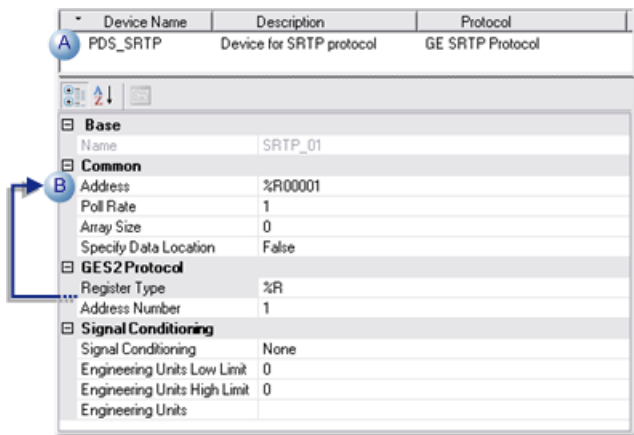 Device Name Description Protocol
A PDS_SRTP Device for SRTP protocol GE SRTP Protocol
A Z
Base
Name SRTP_01
Common
B Address %R00001
Poll Rate 1
Array Size 0
Specify Data Location False
GES2 Protocol
Register Type %R
Address Number 1
Signal Conditioning
Signal Conditioning None
Engineering Units Low Limit 0
Engineering Units High Limit 0
Engineering Units